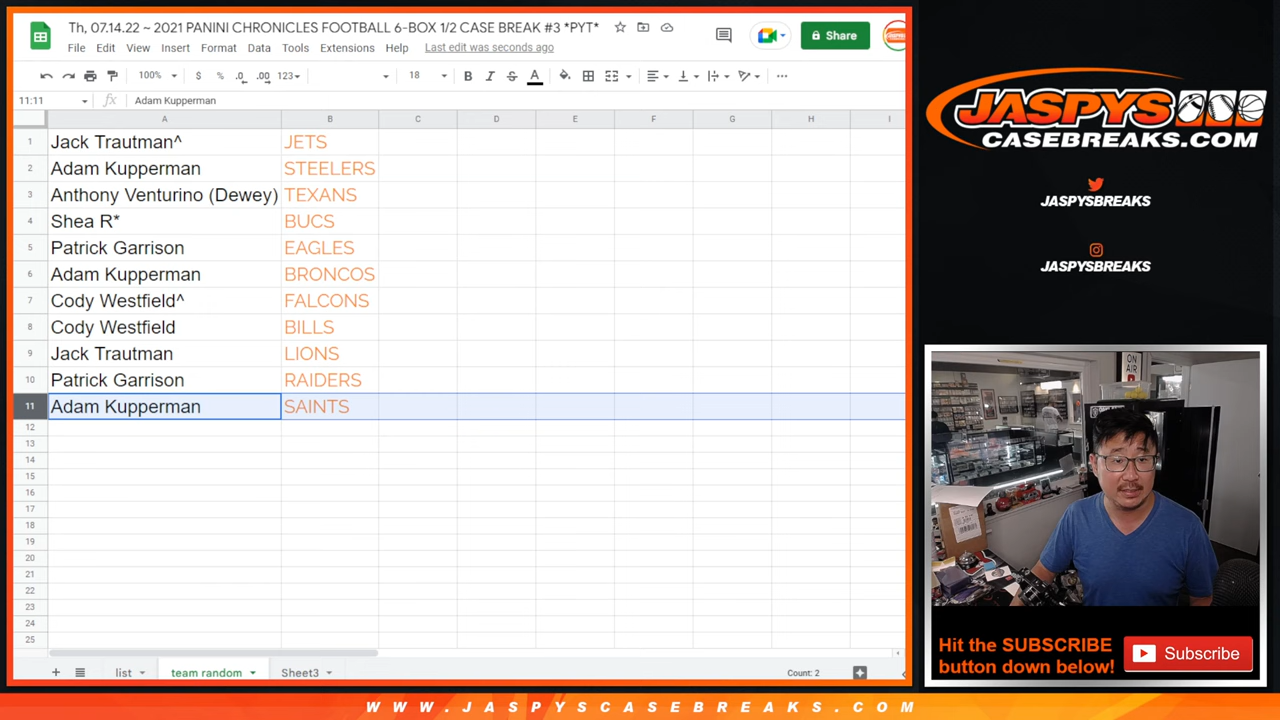 Th, 07.14.22 ~ 2021 PANINI CHRONICLES FOOTBALL 6-BOX 1/2 CASE BREAK #3 *PYT*
File Edit View Insert Format Data Tools Extensions Help Last edit was seconds ago
Share
100% $ % .0 .00 123 18 B I S A
11:11 fx Adam Kupperman
A B C D E F G H I
1 Jack Trautman^ JETS
2 Adam Kupperman STEELERS
3 Anthony Venturino (Dewey) TEXANS
4 Shea R* BUCS
5 Patrick Garrison EAGLES
6 Adam Kupperman BRONCOS
7 Cody Westfield^ FALCONS
8 Cody Westfield BILLS
9 Jack Trautman LIONS
10 Patrick Garrison RAIDERS
11 Adam Kupperman SAINTS
12
13
14
15
16
17
18
19
20
21
22
23
24
25
+ list team random Sheet3 Count: 2
JASPYS
CASEBREAKS.COM
JASPYSBREAKS
JASPYSBREAKS
ON
AIR
Hit the SUBSCRIBE
button down below!
Subscribe
WWW.JASPYSCASEBREAKS.COM